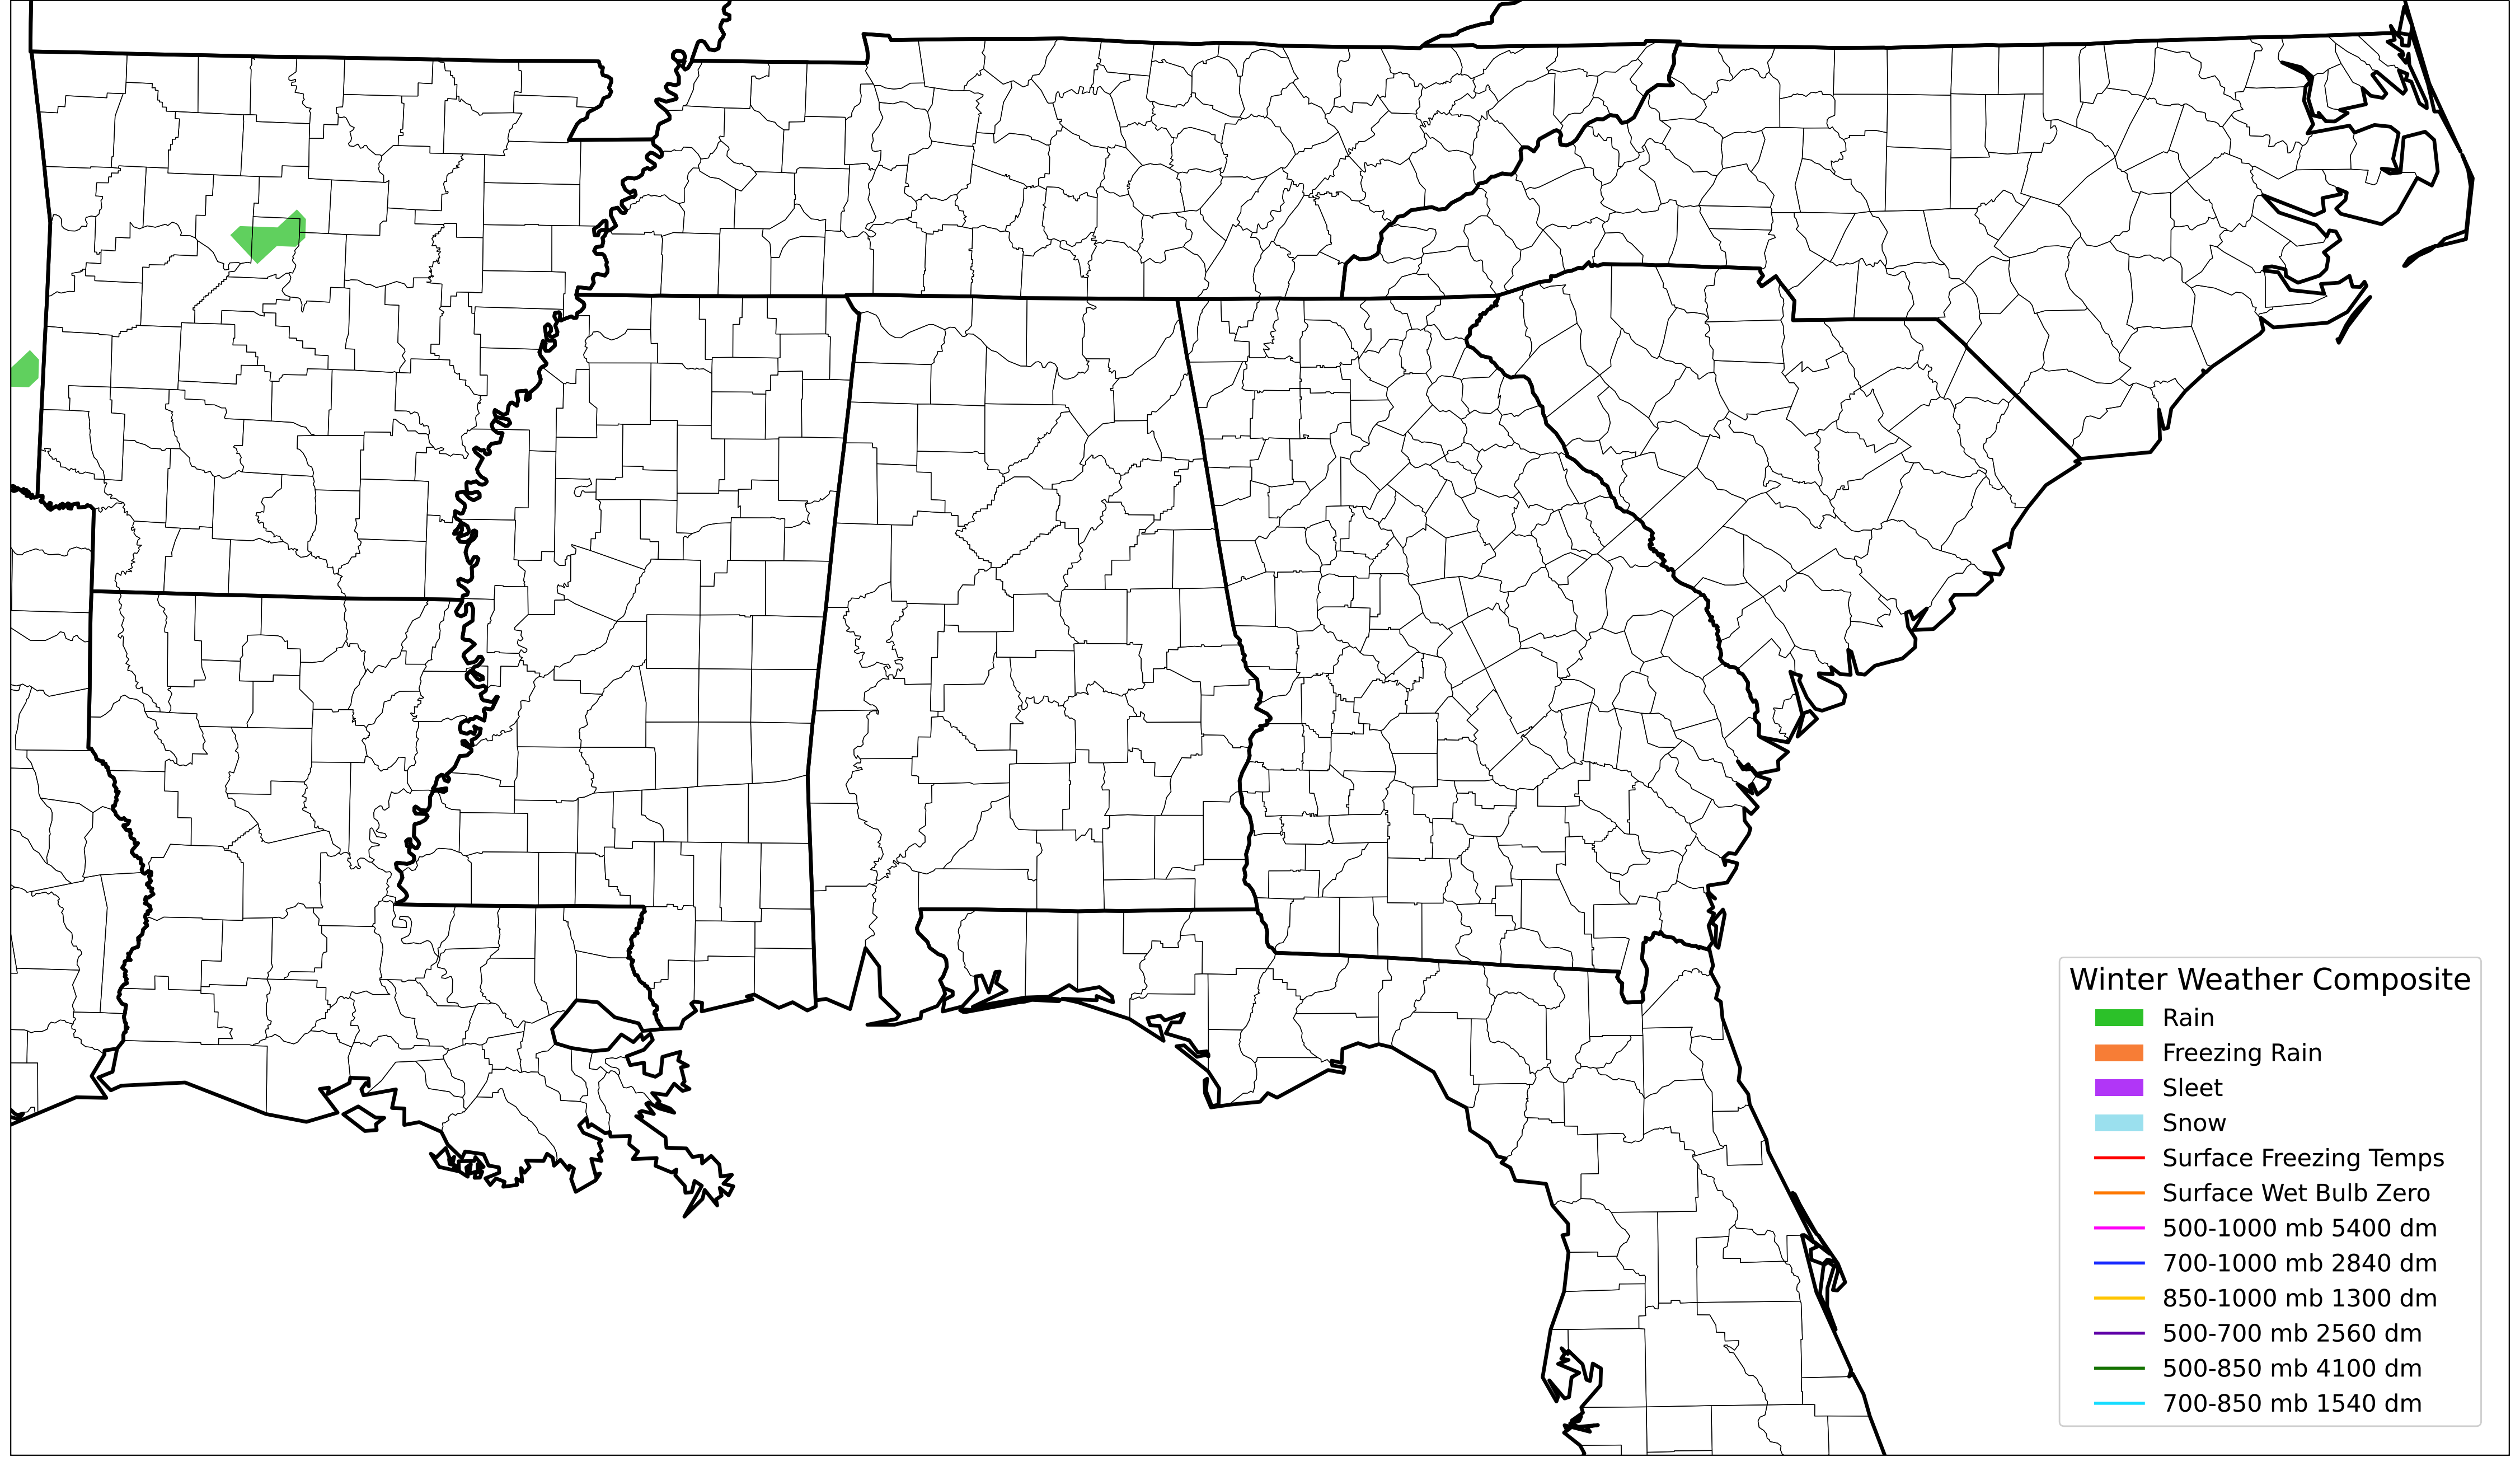 Winter Weather Composite
Rain
Freezing Rain
Sleet
Snow
Surface Freezing Temps
Surface Wet Bulb Zero
500-1000 mb 5400 dm
700-1000 mb 2840 dm
850-1000 mb 1300 dm
500-700 mb 2560 dm
500-850 mb 4100 dm
700-850 mb 1540 dm